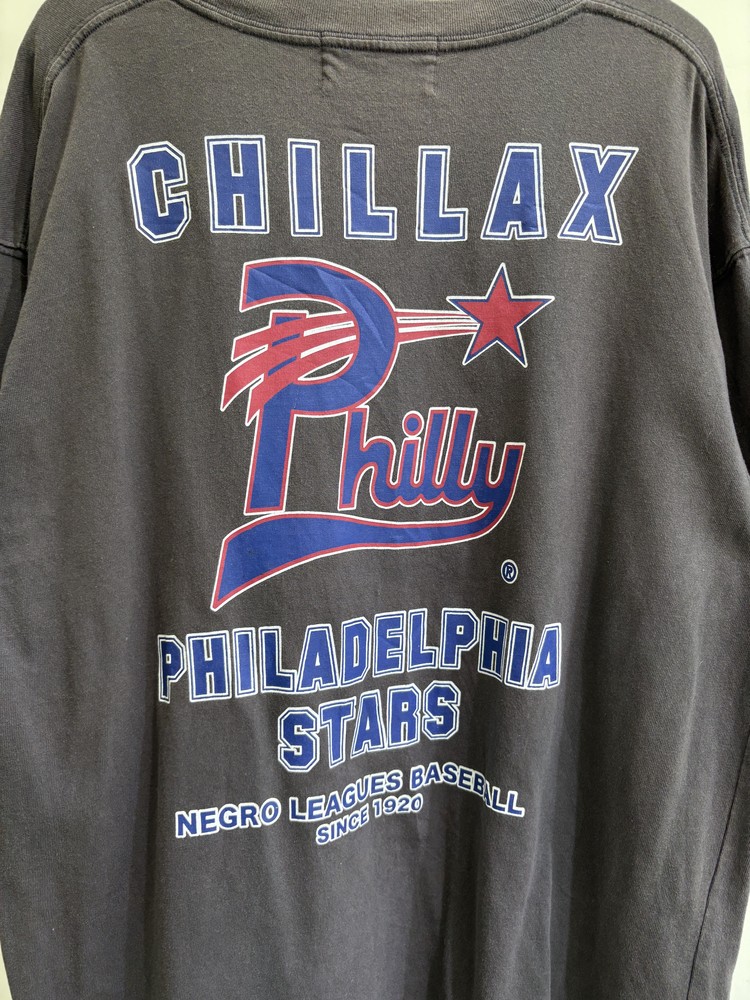 CHILLAX
Philly
®
PHILADELPHIA
STARS
NEGRO LEAGUES BASEBALL
SINCE 1920